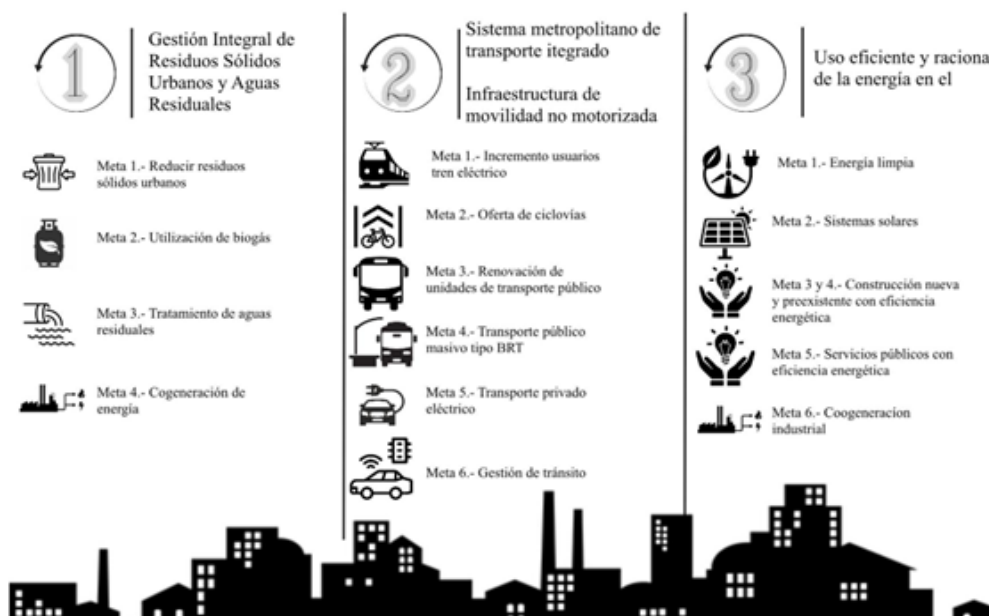 1
Gestión Integral de
Residuos Sólidos
Urbanos y Aguas
Residuales
Meta 1.- Reducir residuos
sólidos urbanos
Meta 2.- Utilización de biogás
Meta 3.- Tratamiento de aguas
residuales
Meta 4.- Cogeneración de
energía
2
Sistema metropolitano de
transporte itegrado
Infraestructura de
movilidad no motorizada
Meta 1.- Incremento usuarios
tren eléctrico
Meta 2.- Oferta de ciclovías
Meta 3.- Renovación de
unidades de transporte público
Meta 4.- Transporte público
masivo tipo BRT
Meta 5.- Transporte privado
eléctrico
Meta 6.- Gestión de tránsito
3
Uso eficiente y raciona
de la energía en el
Meta 1.- Energía limpia
Meta 2.- Sistemas solares
Meta 3 y 4.- Construcción nueva
y preexistente con eficiencia
energética
Meta 5.- Servicios públicos con
eficiencia energética
Meta 6.- Coogeneracion
industrial